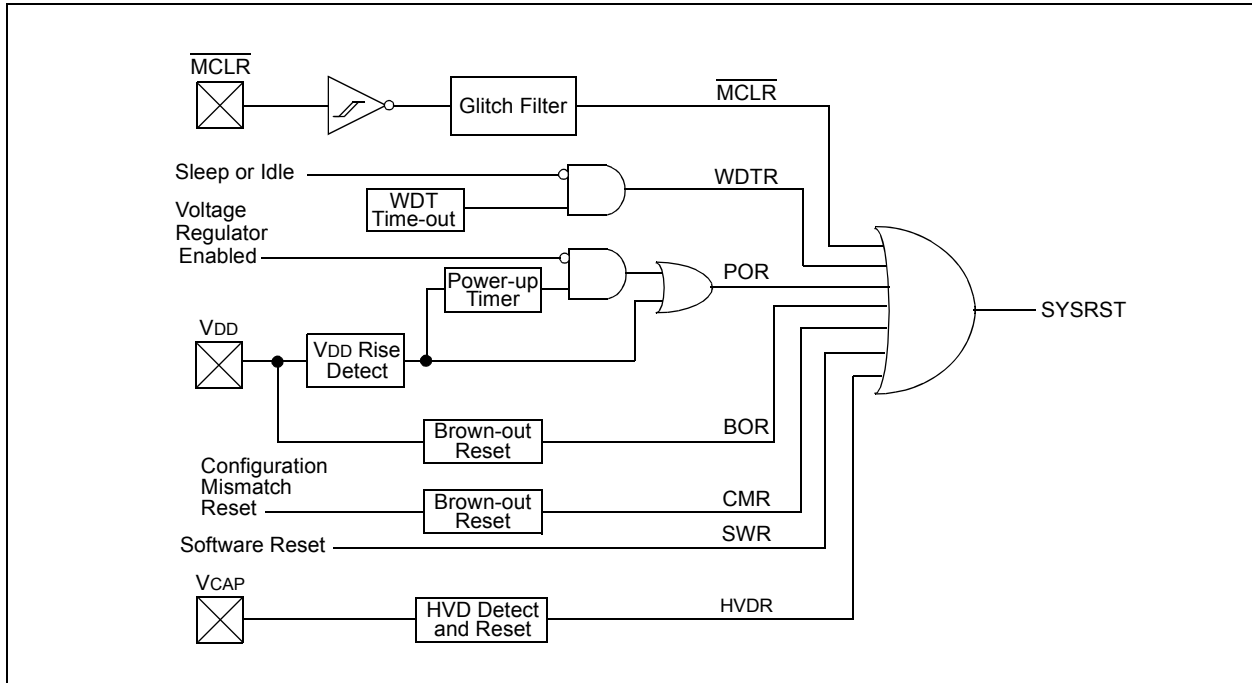 MCLR
Glitch Filter
MCLR
Sleep or Idle
WDT
Time-out
WDTR
Voltage
Regulator
Enabled
Power-up
Timer
POR
SYSRST
VDD
VDD Rise
Detect
Brown-out
Reset
BOR
Configuration
Mismatch
Reset
Brown-out
Reset
CMR
Software Reset
SWR
VCAP
HVD Detect
and Reset
HVDR